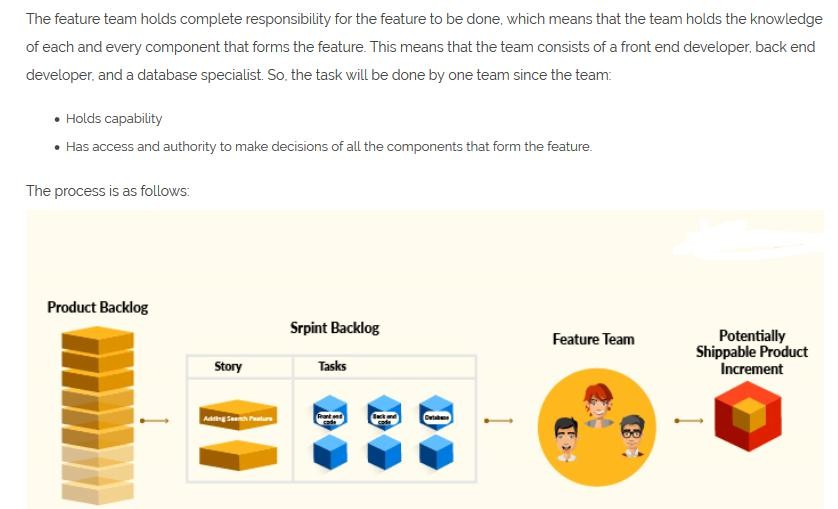 The feature team holds complete responsibility for the feature to be done, which means that the team holds the knowledge
of each and every component that forms the feature. This means that the team consists of a front end developer, back end
developer, and a database specialist. So, the task will be done by one team since the team:
• Holds capability
• Has access and authority to make decisions of all the components that form the feature.
The process is as follows:
Product Backlog
Srpint Backlog
Story
Tasks
Adding Search Feature
Front end
code
Back end
code
Database
Feature Team
Potentially
Shippable Product
Increment